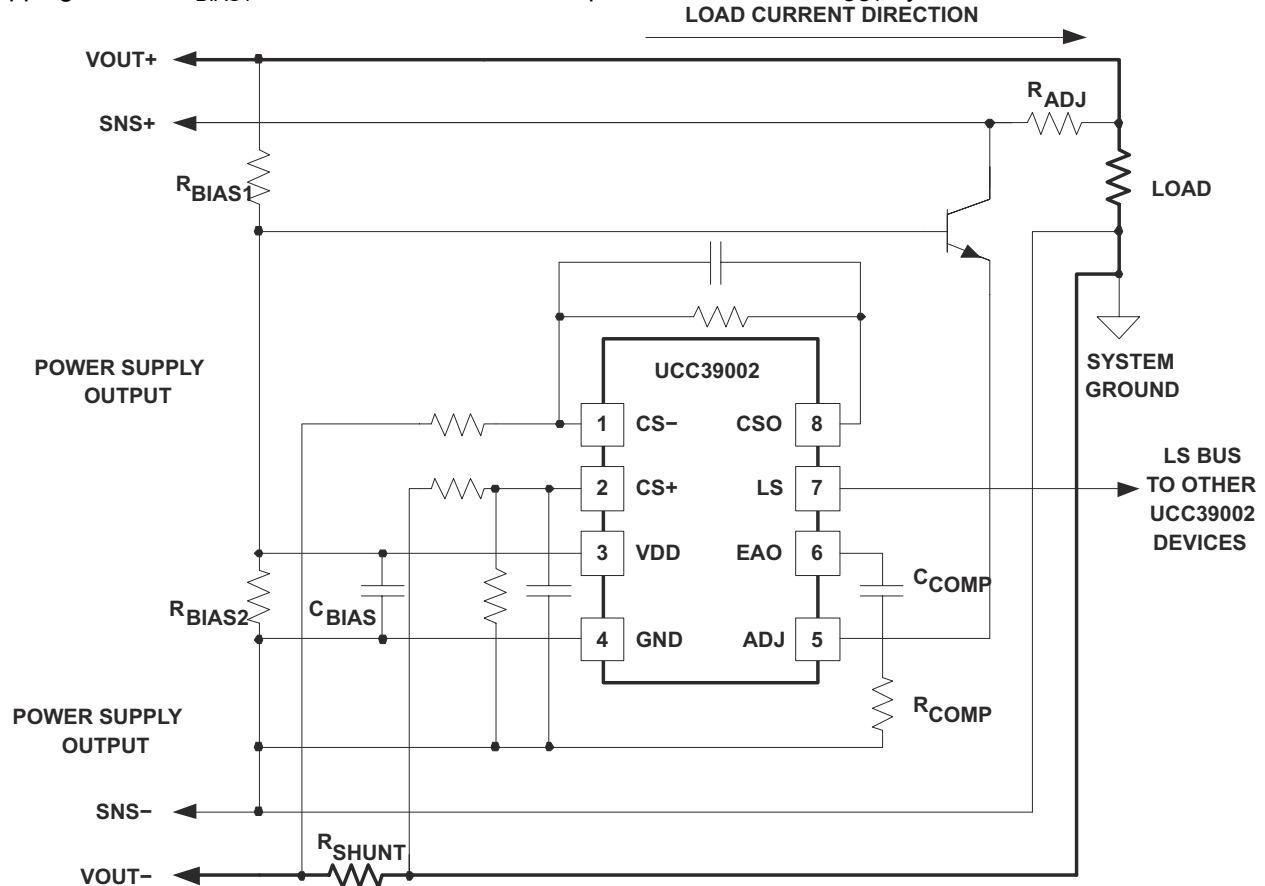 LOAD CURRENT DIRECTION
VOUT+
SNS+
RADJ
RBIAS1
LOAD
POWER SUPPLY
OUTPUT
UCC39002
SYSTEM
GROUND
1 CS− CSO 8
2 CS+ LS 7
3 VDD EAO 6
4 GND ADJ 5
LS BUS
TO OTHER
UCC39002
DEVICES
RBIAS2
CBIAS
CCOMP
RCOMP
POWER SUPPLY
OUTPUT
SNS−
RSHUNT
VOUT−